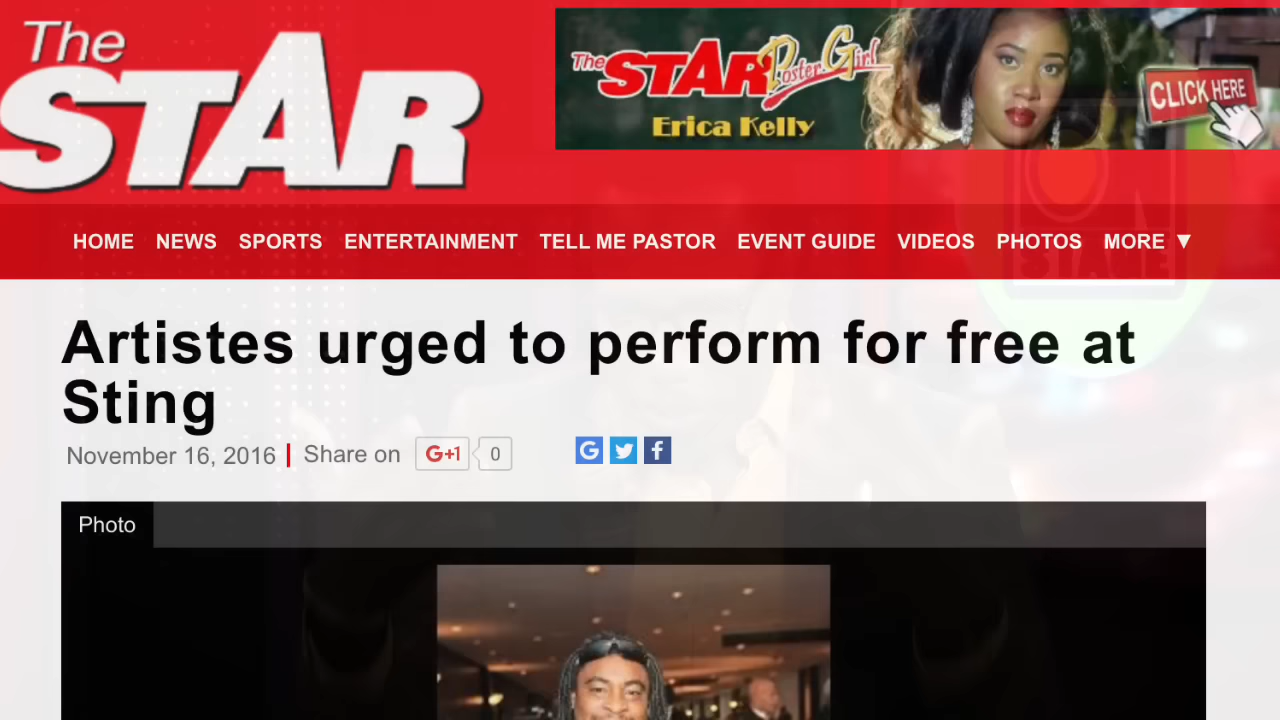 The
STAR
The STAR Poster Girl
Erica Kelly
CLICK HERE
HOME NEWS SPORTS ENTERTAINMENT TELL ME PASTOR EVENT GUIDE VIDEOS PHOTOS MORE ▼
ON
STAGE
Artistes urged to perform for free at
Sting
November 16, 2016 | Share on G+1 0 G f
Photo